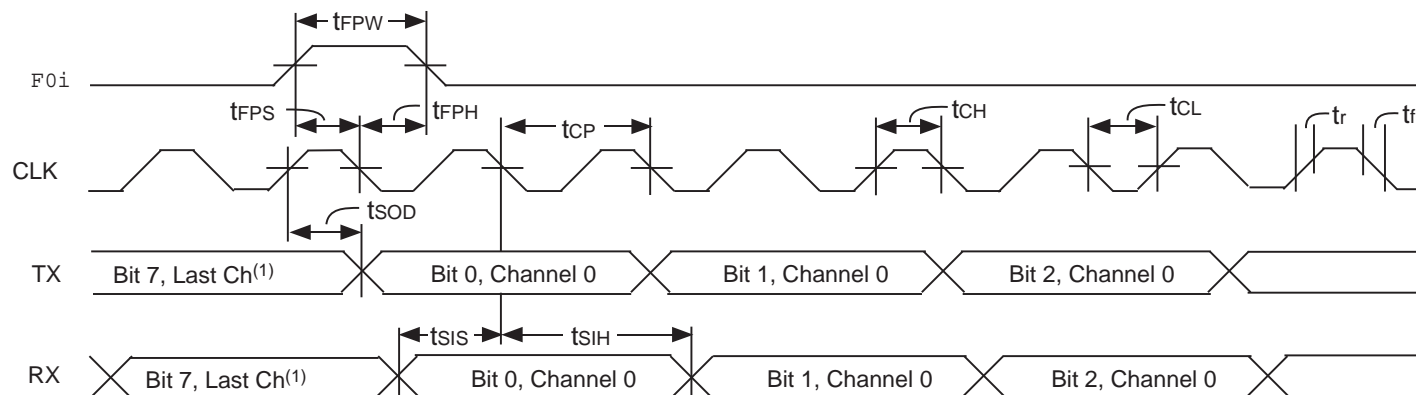 tFPW
F0i
tFPS
tFPH
tCP
tCH
tCL
tr
tf
CLK
tSOD
TX
Bit 7, Last Ch(1)
Bit 0, Channel 0
Bit 1, Channel 0
Bit 2, Channel 0
tSIS
tSIH
RX
Bit 7, Last Ch(1)
Bit 0, Channel 0
Bit 1, Channel 0
Bit 2, Channel 0